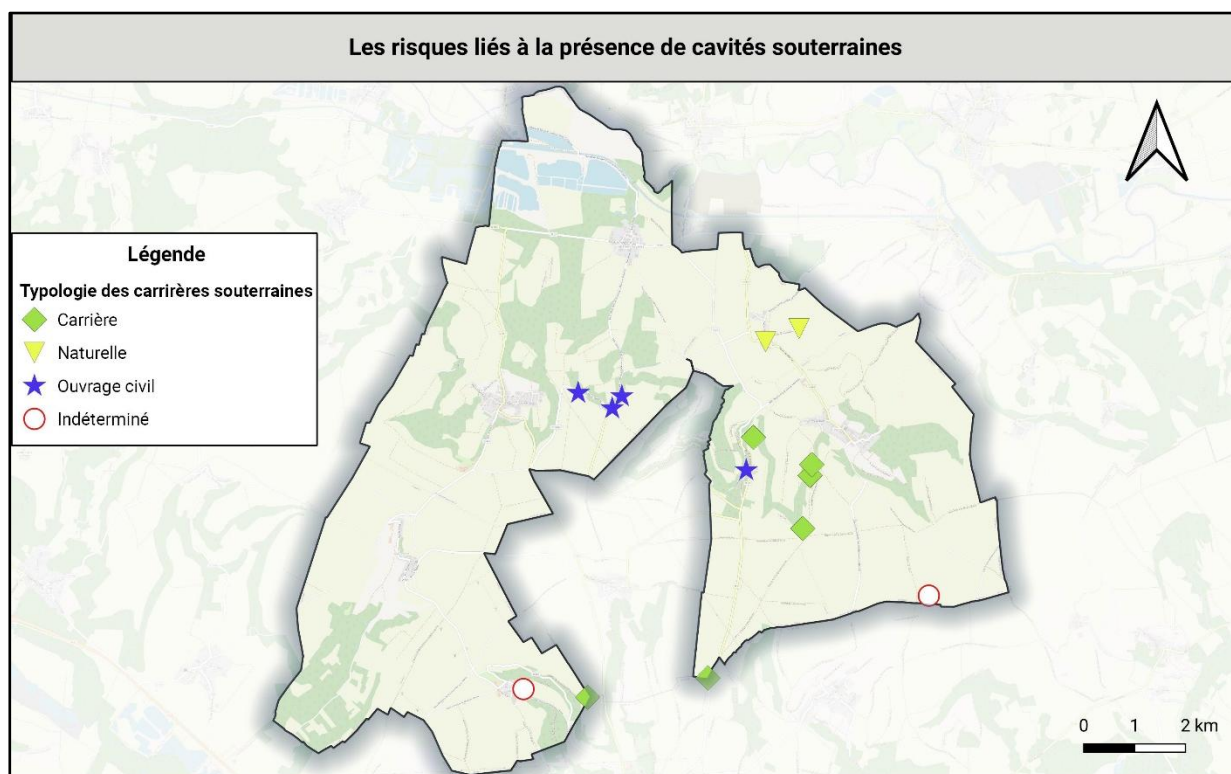 Les risques liés à la présence de cavités souterraines
Légende
Typologie des carrirères souterraines
Carrière
Naturelle
Ouvrage civil
Indéterminé
0 1 2 km